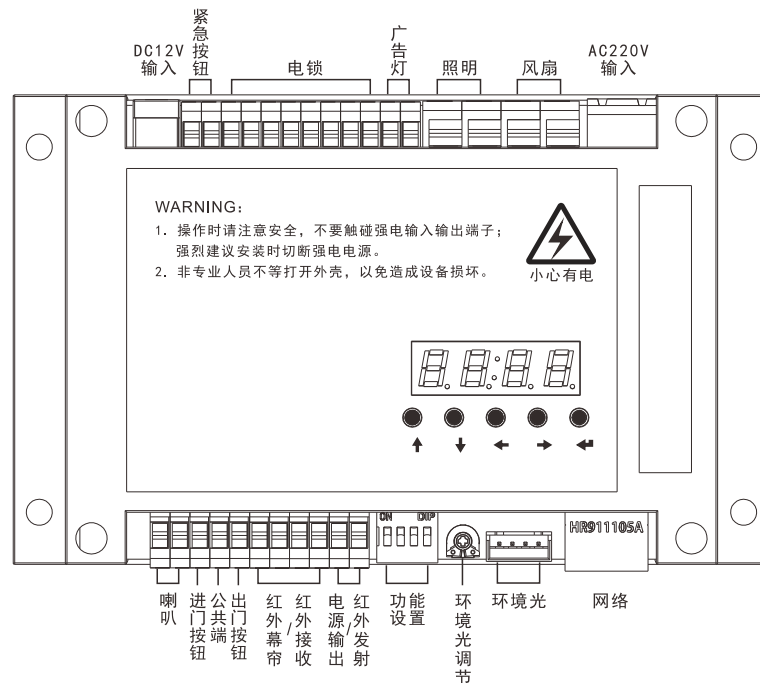 DC12V
输入
紧急按钮
电锁
广告灯
照明
风扇
AC220V
输入
WARNING:
1. 操作时请注意安全，不要触碰强电输入输出端子；
强烈建议安装时切断强电电源。
2. 非专业人员不等打开外壳，以免造成设备损坏。
小心有电
8.8:8.8.
ON DIP
HR911105A
喇叭
进门按钮
公共端
出门按钮
红外幕帘/红外接收
电源输出/红外发射
功能设置
环境光调节
环境光
网络